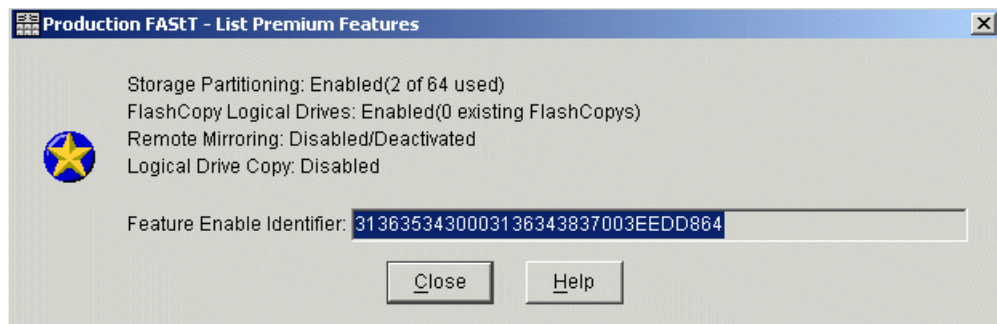 Production FAStT - List Premium Features
Storage Partitioning: Enabled(2 of 64 used)
FlashCopy Logical Drives: Enabled(0 existing FlashCopys)
Remote Mirroring: Disabled/Deactivated
Logical Drive Copy: Disabled
Feature Enable Identifier: 3136353430003136343837003EEDD864
Close Help